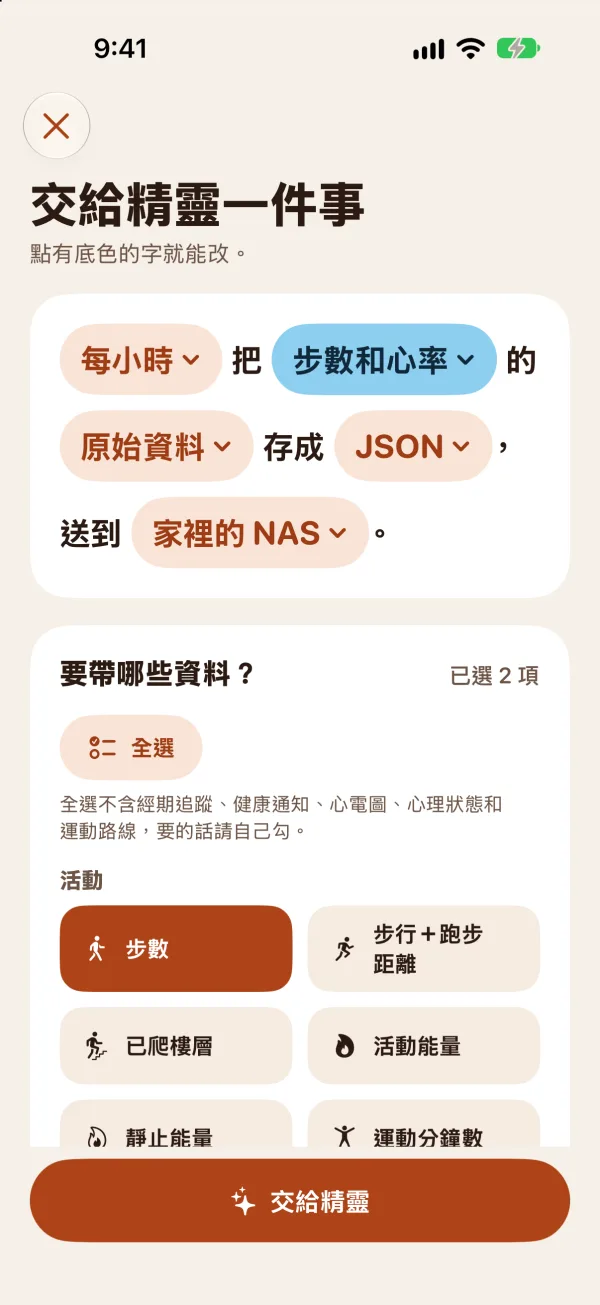 9:41
交給精靈一件事
點有底色的字就能改。
每小時 把 步數和心率 的
原始資料 存成 JSON ，
送到 家裡的 NAS 。
要帶哪些資料？ 已選 2 項
全選
全選不含經期追蹤、健康通知、心電圖、心理狀態和
運動路線，要的話請自己勾。
活動
步數
步行＋跑步
距離
已爬樓層
活動能量
靜止能量
運動分鐘數
交給精靈